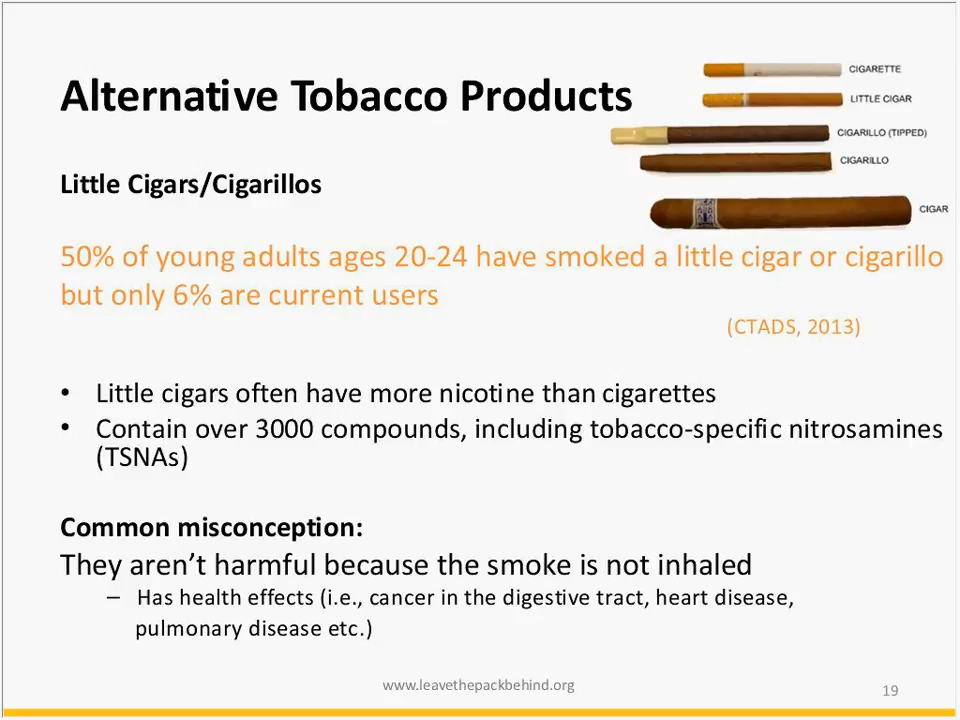 Alternative Tobacco Products
CIGARETTE
LITTLE CIGAR
CIGARILLO (TIPPED)
CIGARILLO
CIGAR
Little Cigars/Cigarillos
50% of young adults ages 20-24 have smoked a little cigar or cigarillo
but only 6% are current users
(CTADS, 2013)
• Little cigars often have more nicotine than cigarettes
• Contain over 3000 compounds, including tobacco-specific nitrosamines
(TSNAs)
Common misconception:
They aren’t harmful because the smoke is not inhaled
– Has health effects (i.e., cancer in the digestive tract, heart disease,
pulmonary disease etc.)
www.leavethepackbehind.org
19